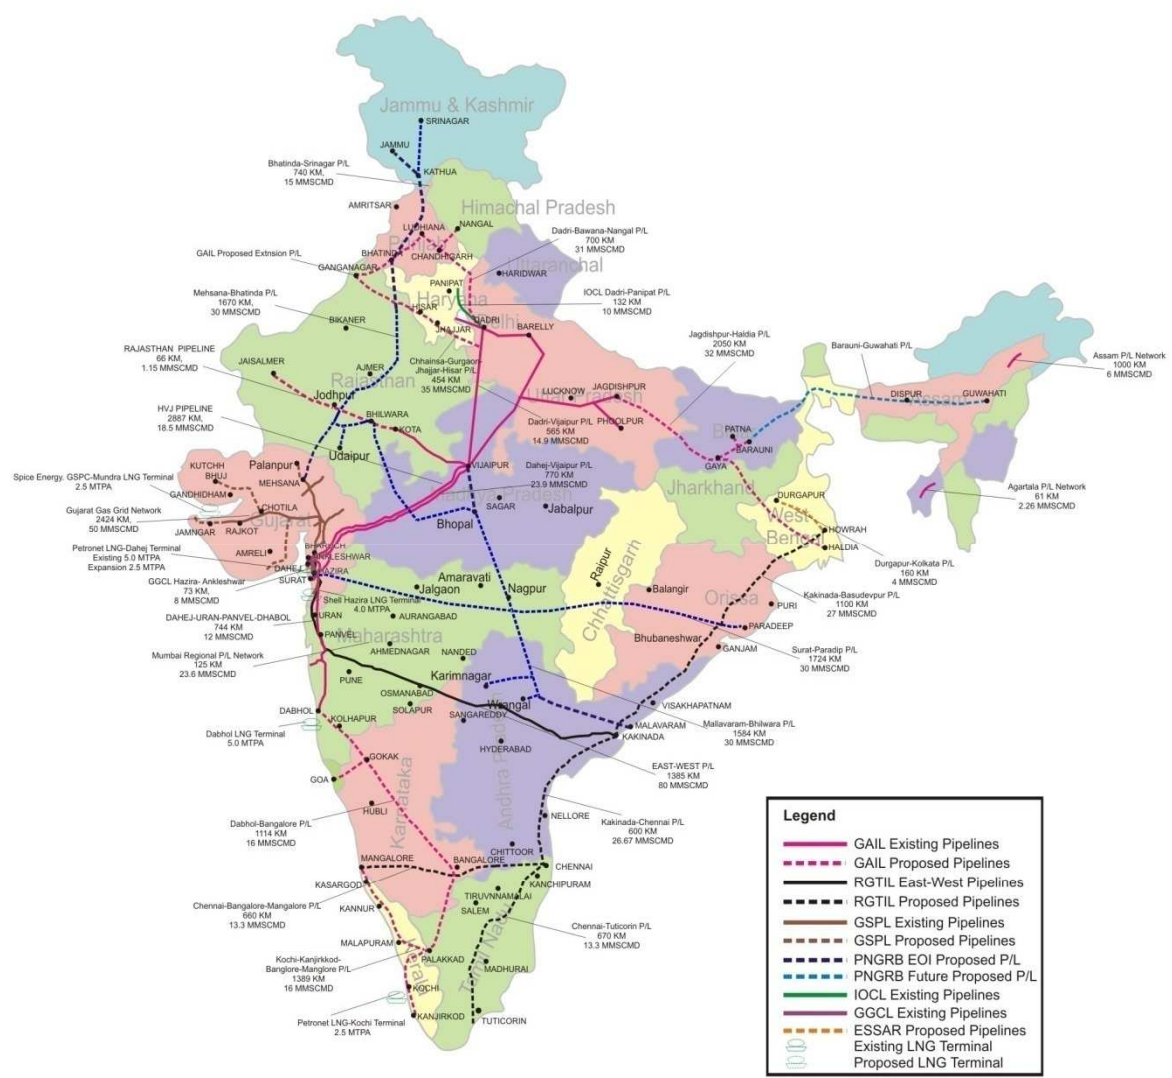 Jammu & Kashmir
SRINAGAR
JAMMU
KATHUA
Bhatinda-Srinagar P/L
740 KM,
15 MMSCMD
AMRITSAR
Himachal Pradesh
LUDHIANA
NANGAL
Punjab
CHANDHIGARH
BHATINDA
Dadri-Bawana-Nangal P/L
700 KM
31 MMSCMD
GAIL Proposed Extnsion P/L
GANGANAGAR
Uttaranchal
HARIDWAR
PANIPAT
Haryana
Mehsana-Bhatinda P/L
1670 KM,
30 MMSCMD
IOCL Dadri-Panipat P/L
132 KM
10 MMSCMD
HISAR
JHAJJAR
DADRI
Delhi
BARELLY
BIKANER
RAJASTHAN PIPELINE
66 KM,
1.15 MMSCMD
JAISALMER
AJMER
Rajasthan
Chhainsa-Gurgaon-
Jhajjar-Hisar P/L
454 KM
35 MMSCMD
Jagdishpur-Haldia P/L
2050 KM
32 MMSCMD
Barauni-Guwahati P/L
Assam P/L Network
1000 KM
6 MMSCMD
Jodhpur
LUCKNOW
JAGDISHPUR
DISPUR
GUWAHATI
Assam
HVJ PIPELINE
2887 KM
18.5 MMSCMD
BHILWARA
KOTA
Dadri-Vijaipur P/L
565 KM
14.9 MMSCMD
PHOOLPUR
PATNA
BARAUNI
GAYA
Udaipur
KUTCHH
BHUJ
Palanpur
MEHSANA
VIJAIPUR
Dahej-Vijaipur P/L
770 KM
23.9 MMSCMD
Madhya Pradesh
SAGAR
Jabalpur
Bhopal
Jharkhand
DURGAPUR
West
Bengal
HOWRAH
HALDIA
Agartala P/L Network
61 KM
2.26 MMSCMD
Spice Energy. GSPC-Mundra LNG Terminal
2.5 MTPA
GANDHIDHAM
Gujarat Gas Grid Network
2424 KM,
50 MMSCMD
CHOTILA
Gujarat
JAMNGAR
RAJKOT
AMRELI
Petronet LNG-Dahej Terminal
Existing 5.0 MTPA
Expansion 2.5 MTPA
BHARUCH
ANKLESHWAR
DAHEJ
HAZIRA
SURAT
GGCL Hazira- Ankleshwar
73 KM,
8 MMSCMD
Shell Hazira LNG Terminal
4.0 MTPA
Durgapur-Kolkata P/L
160 KM
4 MMSCMD
Kakinada-Basudevpur P/L
1100 KM
27 MMSCMD
Raipur
Chhattisgarh
Amaravati
Jalgaon
Nagpur
Balangir
Orissa
PURI
PARADEEP
Bhubaneshwar
GANJAM
DAHEJ-URAN-PANVEL-DHABOL
744 KM
12 MMSCMD
URAN
PANVEL
AURANGABAD
Maharashtra
AHMEDNAGAR
NANDED
Mumbai Regional P/L Network
125 KM
23.6 MMSCMD
Surat-Paradip P/L
1724 KM
30 MMSCMD
PUNE
Karimnagar
OSMANABAD
SOLAPUR
Wrangal
SANGAREDDY
VISAKHAPATNAM
MALAVARAM
KAKINADA
Mallavaram-Bhilwara P/L
1584 KM
30 MMSCMD
DABHOL
KOLHAPUR
Dabhol LNG Terminal
5.0 MTPA
HYDERABAD
Andhra Pradesh
EAST-WEST P/L
1385 KM
80 MMSCMD
GOKAK
GOA
Karnataka
HUBLI
Dabhol-Bangalore P/L
1114 KM
16 MMSCMD
NELLORE
Kakinada-Chennai P/L
600 KM
26.67 MMSCMD
CHITTOOR
MANGALORE
BANGALORE
CHENNAI
KANCHIPURAM
KASARGOD
TIRUVNNAMALAI
SALEM
Chennai-Bangalore-Mangalore P/L
660 KM
13.3 MMSCMD
KANNUR
Chennai-Tuticorin P/L
670 KM
13.3 MMSCMD
MALAPURAM
PALAKKAD
Kochi-Kanjirkkod-
Banglore-Manglore P/L
1389 KM
16 MMSCMD
Kerala
Tamil Nadu
MADHURAI
KOCHI
Petronet LNG-Kochi Terminal
2.5 MTPA
KANJIRKOD
TUTICORIN
Legend
GAIL Existing Pipelines
GAIL Proposed Pipelines
RGTIL East-West Pipelines
RGTIL Proposed Pipelines
GSPL Existing Pipelines
GSPL Proposed Pipelines
PNGRB EOI Proposed P/L
PNGRB Future Proposed P/L
IOCL Existing Pipelines
GGCL Existing Pipelines
ESSAR Proposed Pipelines
Existing LNG Terminal
Proposed LNG Terminal